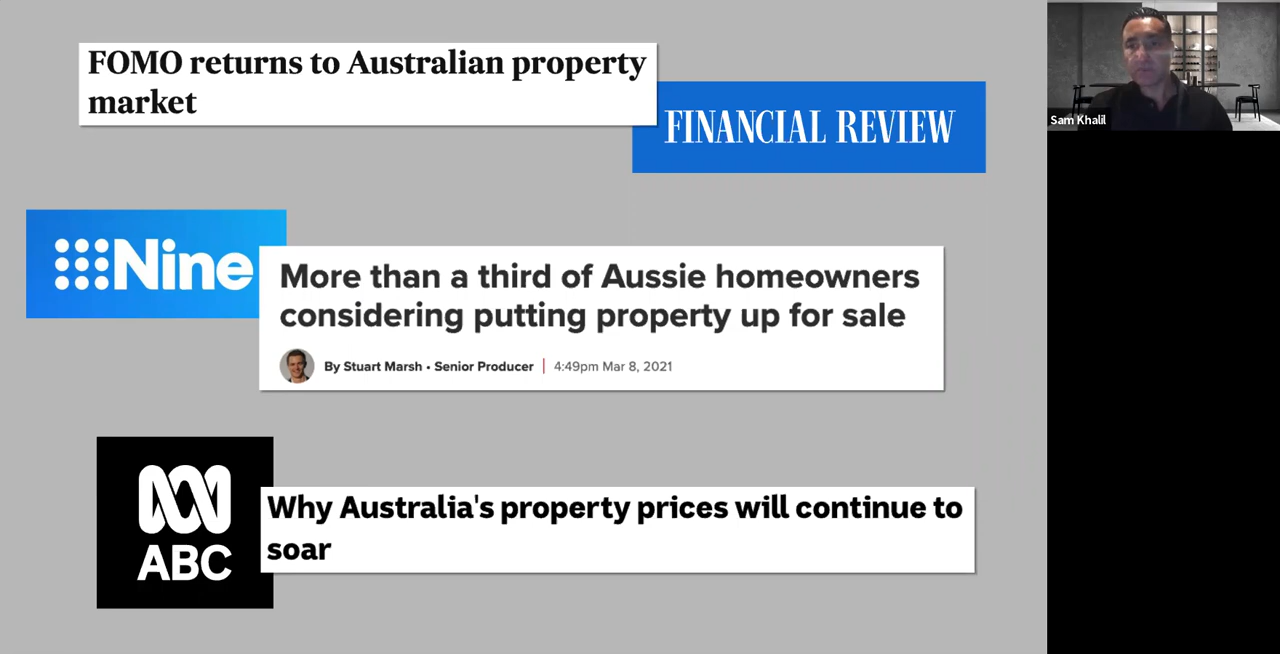 FOMO returns to Australian property
market
FINANCIAL REVIEW
Sam Khalil
Nine
More than a third of Aussie homeowners
considering putting property up for sale
By Stuart Marsh • Senior Producer | 4:49pm Mar 8, 2021
Why Australia's property prices will continue to
soar
ABC